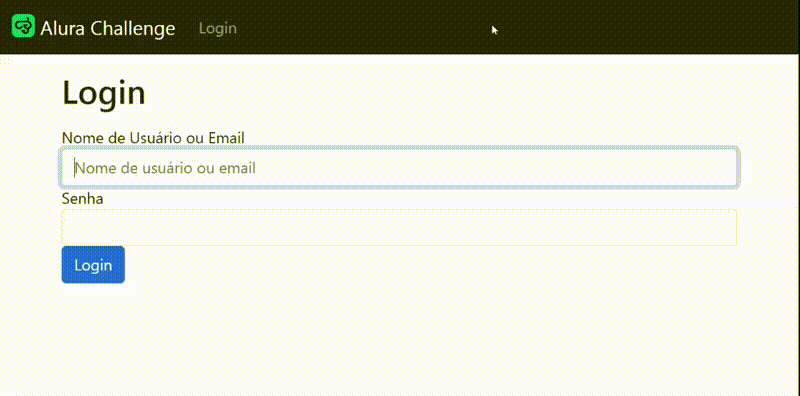 Alura Challenge Login
Login
Nome de Usuário ou Email
Nome de usuário ou email
Senha
Login